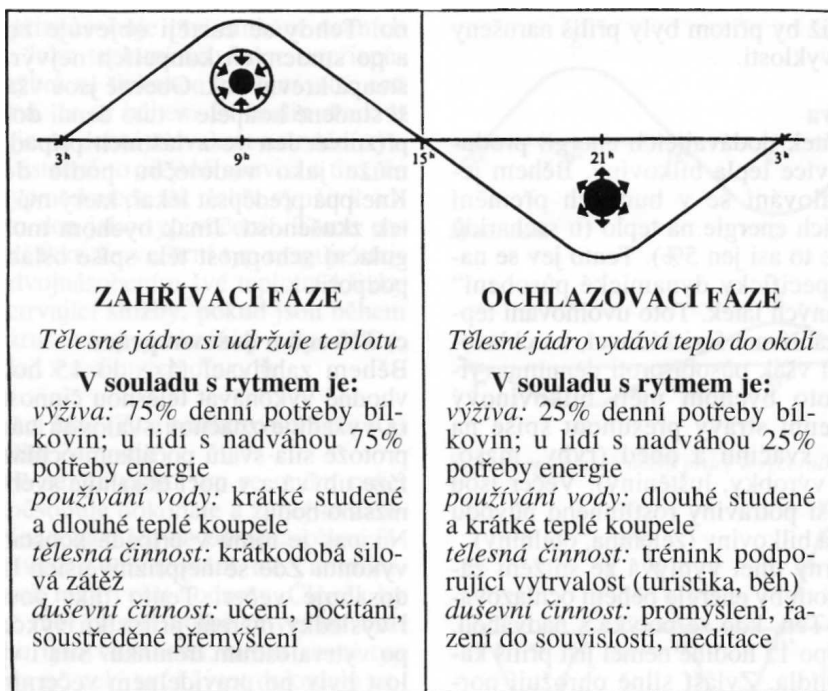 3ʰ 9ʰ 15ʰ 21ʰ 3ʰ
ZAHŘÍVACÍ FÁZE
Tělesné jádro si udržuje teplotu
V souladu s rytmem je:
výživa: 75% denní potřeby bíl-
kovin; u lidí s nadváhou 75%
potřeby energie
používání vody: krátké studené
a dlouhé teplé koupele
tělesná činnost: krátkodobá silo-
vá zátěž
duševní činnost: učení, počítání,
soustředěné přemýšlení
OCHLAZOVACÍ FÁZE
Tělesné jádro vydává teplo do okolí
V souladu s rytmem je:
výživa: 25% denní potřeby bíl-
kovin; u lidí s nadváhou 25%
potřeby energie
používání vody: dlouhé studené
a krátké teplé koupele
tělesná činnost: trénink podpo-
rující vytrvalost (turistika, běh)
duševní činnost: promýšlení, řa-
zení do souvislostí, meditace